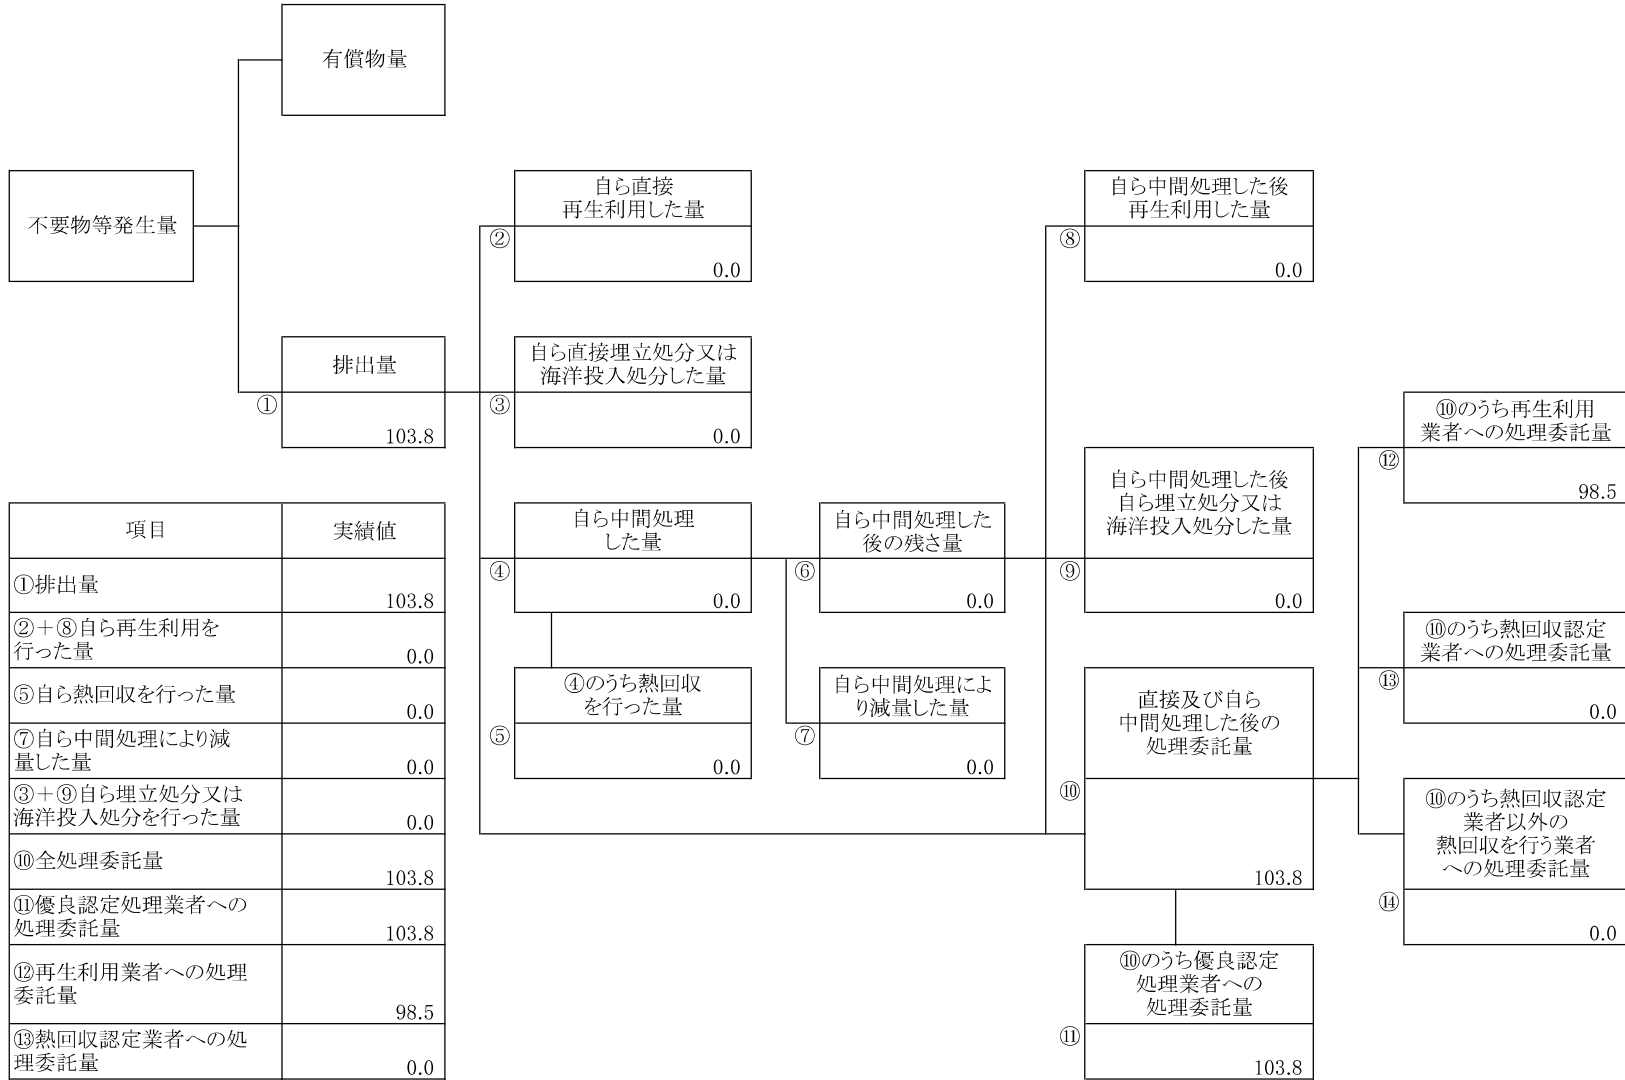 有償物量
不要物等発生量
排出量
①
103.8
自ら直接
再生利用した量
②
0.0
自ら直接埋立処分又は
海洋投入処分した量
③
0.0
自ら中間処理
した量
④
0.0
④のうち熱回収
を行った量
⑤
0.0
自ら中間処理した
後の残さ量
⑥
0.0
自ら中間処理によ
り減量した量
⑦
0.0
自ら中間処理した後
再生利用した量
⑧
0.0
自ら中間処理した後
自ら埋立処分又は
海洋投入処分した量
⑨
0.0
直接及び自ら
中間処理した後の
処理委託量
⑩
103.8
⑩のうち優良認定
処理業者への
処理委託量
⑪
103.8
⑩のうち再生利用
業者への処理委託量
⑫
98.5
⑩のうち熱回収認定
業者への処理委託量
⑬
0.0
⑩のうち熱回収認定
業者以外の
熱回収を行う業者
への処理委託量
⑭
0.0
項目 実績値
①排出量
103.8
②＋⑧自ら再生利用を
行った量
0.0
⑤自ら熱回収を行った量
0.0
⑦自ら中間処理により減
量した量
0.0
③＋⑨自ら埋立処分又は
海洋投入処分を行った量
0.0
⑩全処理委託量
103.8
⑪優良認定処理業者への
処理委託量
103.8
⑫再生利用業者への処理
委託量
98.5
⑬熱回収認定業者への処
理委託量
0.0